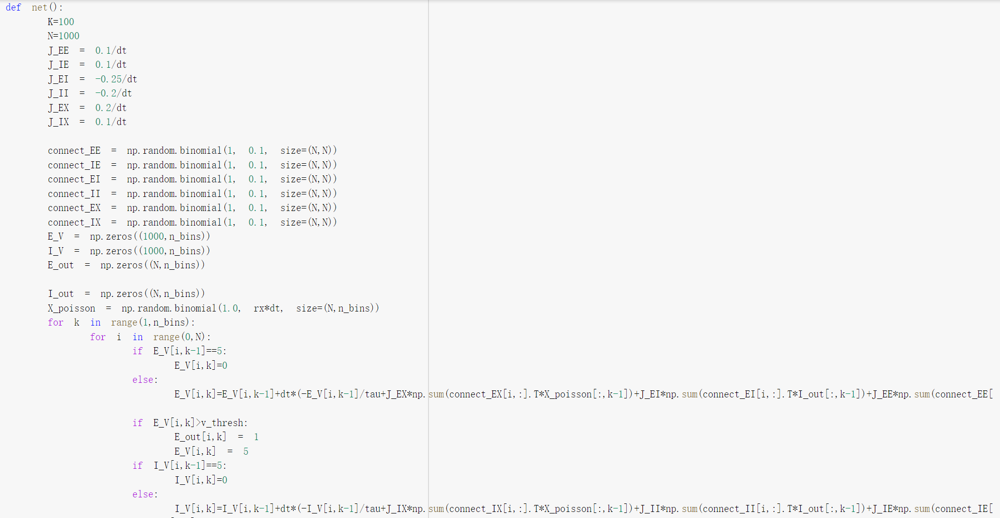 def net():
K=100
N=1000
J_EE = 0.1/dt
J_IE = 0.1/dt
J_EI = -0.25/dt
J_II = -0.2/dt
J_EX = 0.2/dt
J_IX = 0.1/dt
connect_EE = np.random.binomial(1, 0.1, size=(N,N))
connect_IE = np.random.binomial(1, 0.1, size=(N,N))
connect_EI = np.random.binomial(1, 0.1, size=(N,N))
connect_II = np.random.binomial(1, 0.1, size=(N,N))
connect_EX = np.random.binomial(1, 0.1, size=(N,N))
connect_IX = np.random.binomial(1, 0.1, size=(N,N))
E_V = np.zeros((1000,n_bins))
I_V = np.zeros((1000,n_bins))
E_out = np.zeros((N,n_bins))
I_out = np.zeros((N,n_bins))
X_poisson = np.random.binomial(1.0, rx*dt, size=(N,n_bins))
for k in range(1,n_bins):
for i in range(0,N):
if E_V[i,k-1]==5:
E_V[i,k]=0
else:
E_V[i,k]=E_V[i,k-1]+dt*(-E_V[i,k-1]/tau+J_EX*np.sum(connect_EX[i,:].T*X_poisson[:,k-1])+J_EI*np.sum(connect_EI[i,:].T*I_out[:,k-1])+J_EE*np.sum(connect_EE[
if E_V[i,k]>v_thresh:
E_out[i,k] = 1
E_V[i,k] = 5
if I_V[i,k-1]==5:
I_V[i,k]=0
else:
I_V[i,k]=I_V[i,k-1]+dt*(-I_V[i,k-1]/tau+J_IX*np.sum(connect_IX[i,:].T*X_poisson[:,k-1])+J_II*np.sum(connect_II[i,:].T*I_out[:,k-1])+J_IE*np.sum(connect_IE[